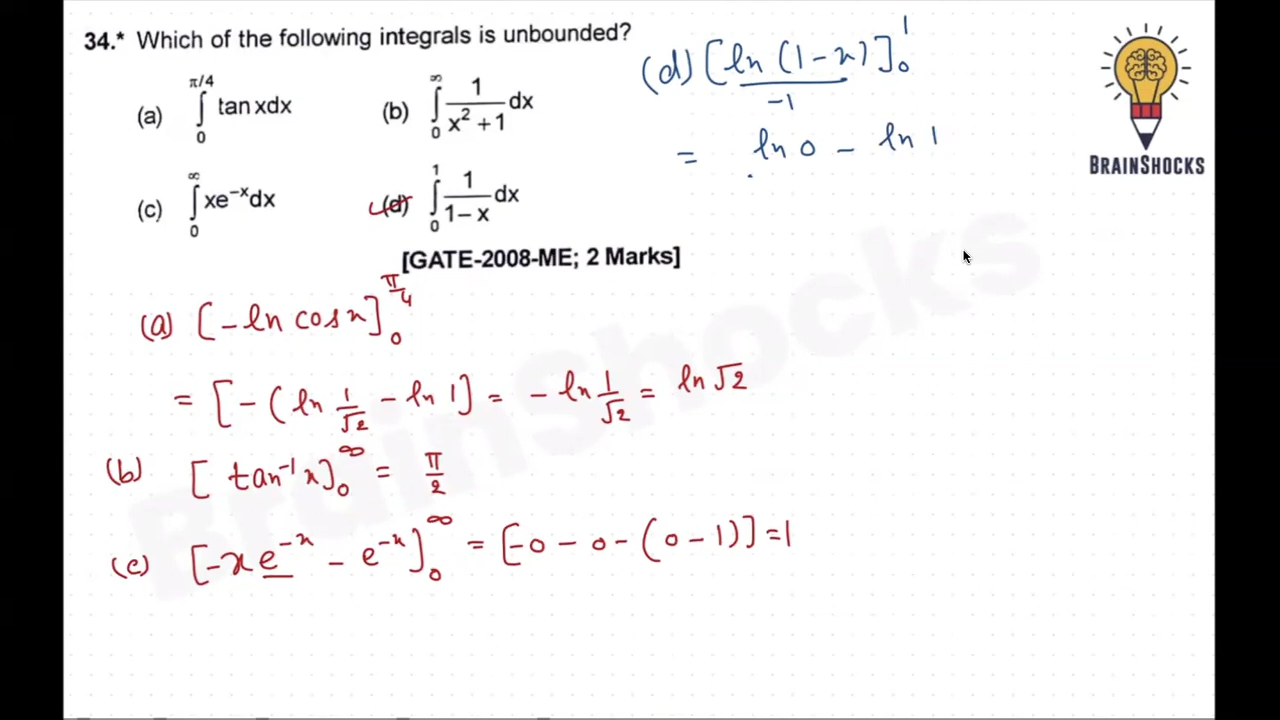 34.* Which of the following integrals is unbounded?
(a) ∫₀^{π/4} tan xdx (b) ∫₀^∞ 1/(x² + 1) dx
(c) ∫₀^∞ xe⁻ˣdx (d) ∫₀¹ 1/(1 – x) dx
[GATE-2008-ME; 2 Marks]
(a) [-ln cos x]₀^{π/4}
= [-(ln 1/√2 - ln 1] = - ln 1/√2 = ln √2
(b) [tan⁻¹ x]₀^∞ = π/2
(c) [-x e⁻ˣ - e⁻ˣ]₀^∞ = [-0 - 0 - (0 - 1)] = 1
(d) [ln (1 - x)/-1]₀¹
= ln 0 - ln 1
BRAINSHOCKS
BrainShocks